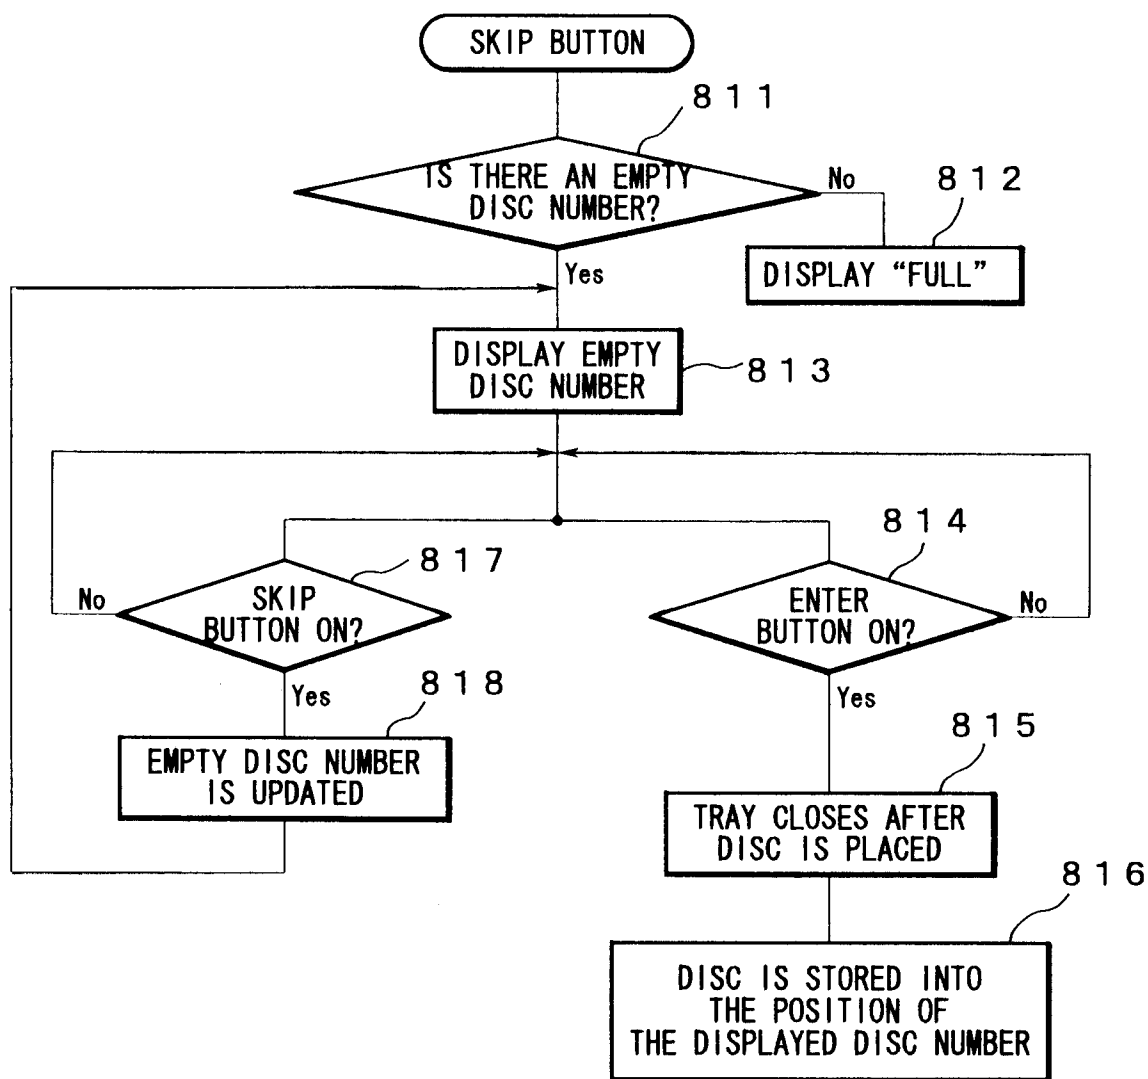 SKIP BUTTON
811
IS THERE AN EMPTY
DISC NUMBER?
No
812
DISPLAY “FULL”
Yes
DISPLAY EMPTY
DISC NUMBER
813
817
SKIP
BUTTON ON?
No
Yes
818
EMPTY DISC NUMBER
IS UPDATED
814
ENTER
BUTTON ON?
No
Yes
815
TRAY CLOSES AFTER
DISC IS PLACED
816
DISC IS STORED INTO
THE POSITION OF
THE DISPLAYED DISC NUMBER